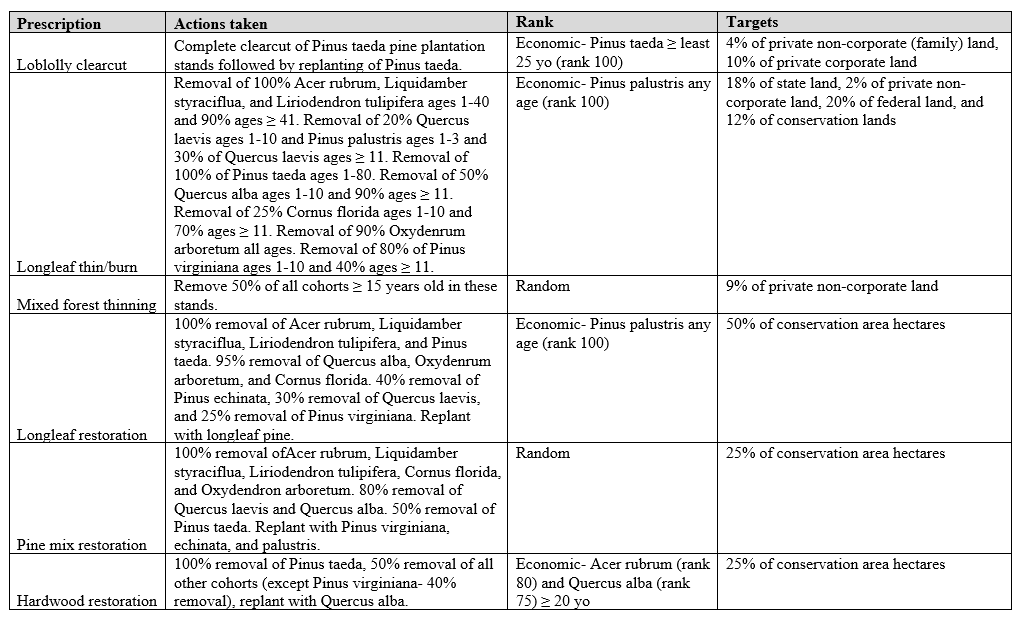 Prescription
Actions taken
Rank
Targets
Loblolly clearcut
Complete clearcut of Pinus taeda pine plantation
stands followed by replanting of Pinus taeda.
Economic- Pinus taeda ≥ least
25 yo (rank 100)
4% of private non-corporate (family) land,
10% of private corporate land
Longleaf thin/burn
Removal of 100% Acer rubrum, Liquidamber
styraciflua, and Liriodendron tulipifera ages 1-40
and 90% ages ≥ 41. Removal of 20% Quercus
laevis ages 1-10 and Pinus palustris ages 1-3 and
30% of Quercus laevis ages ≥ 11. Removal of
100% of Pinus taeda ages 1-80. Removal of 50%
Quercus alba ages 1-10 and 90% ages ≥ 11.
Removal of 25% Cornus florida ages 1-10 and
70% ages ≥ 11. Removal of 90% Oxydenrum
arboretum all ages. Removal of 80% of Pinus
virginiana ages 1-10 and 40% ages ≥ 11.
Economic- Pinus palustris any
age (rank 100)
18% of state land, 2% of private non-
corporate land, 20% of federal land, and
12% of conservation lands
Mixed forest thinning
Remove 50% of all cohorts ≥ 15 years old in these
stands.
Random
9% of private non-corporate land
Longleaf restoration
100% removal of Acer rubrum, Liquidamber
styraciflua, Liriodendron tulipifera, and Pinus
taeda. 95% removal of Quercus alba, Oxydenrum
arboretum, and Cornus florida. 40% removal of
Pinus echinata, 30% removal of Quercus laevis,
and 25% removal of Pinus virginiana. Replant
with longleaf pine.
Economic- Pinus palustris any
age (rank 100)
50% of conservation area hectares
Pine mix restoration
100% removal ofAcer rubrum, Liquidamber
styraciflua, Liriodendron tulipifera, Cornus florida,
and Oxydendron arboretum. 80% removal of
Quercus laevis and Quercus alba. 50% removal of
Pinus taeda. Replant with Pinus virginiana,
echinata, and palustris.
Random
25% of conservation area hectares
Hardwood restoration
100% removal of Pinus taeda, 50% removal of all
other cohorts (except Pinus virginiana- 40%
removal), replant with Quercus alba.
Economic- Acer rubrum (rank
80) and Quercus alba (rank
75) ≥ 20 yo
25% of conservation area hectares